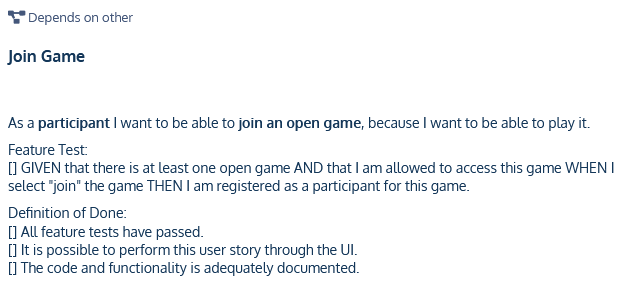 Depends on other
Join Game
As a participant I want to be able to join an open game, because I want to be able to play it.
Feature Test:
[] GIVEN that there is at least one open game AND that I am allowed to access this game WHEN I
select "join" the game THEN I am registered as a participant for this game.
Definition of Done:
[] All feature tests have passed.
[] It is possible to perform this user story through the UI.
[] The code and functionality is adequately documented.